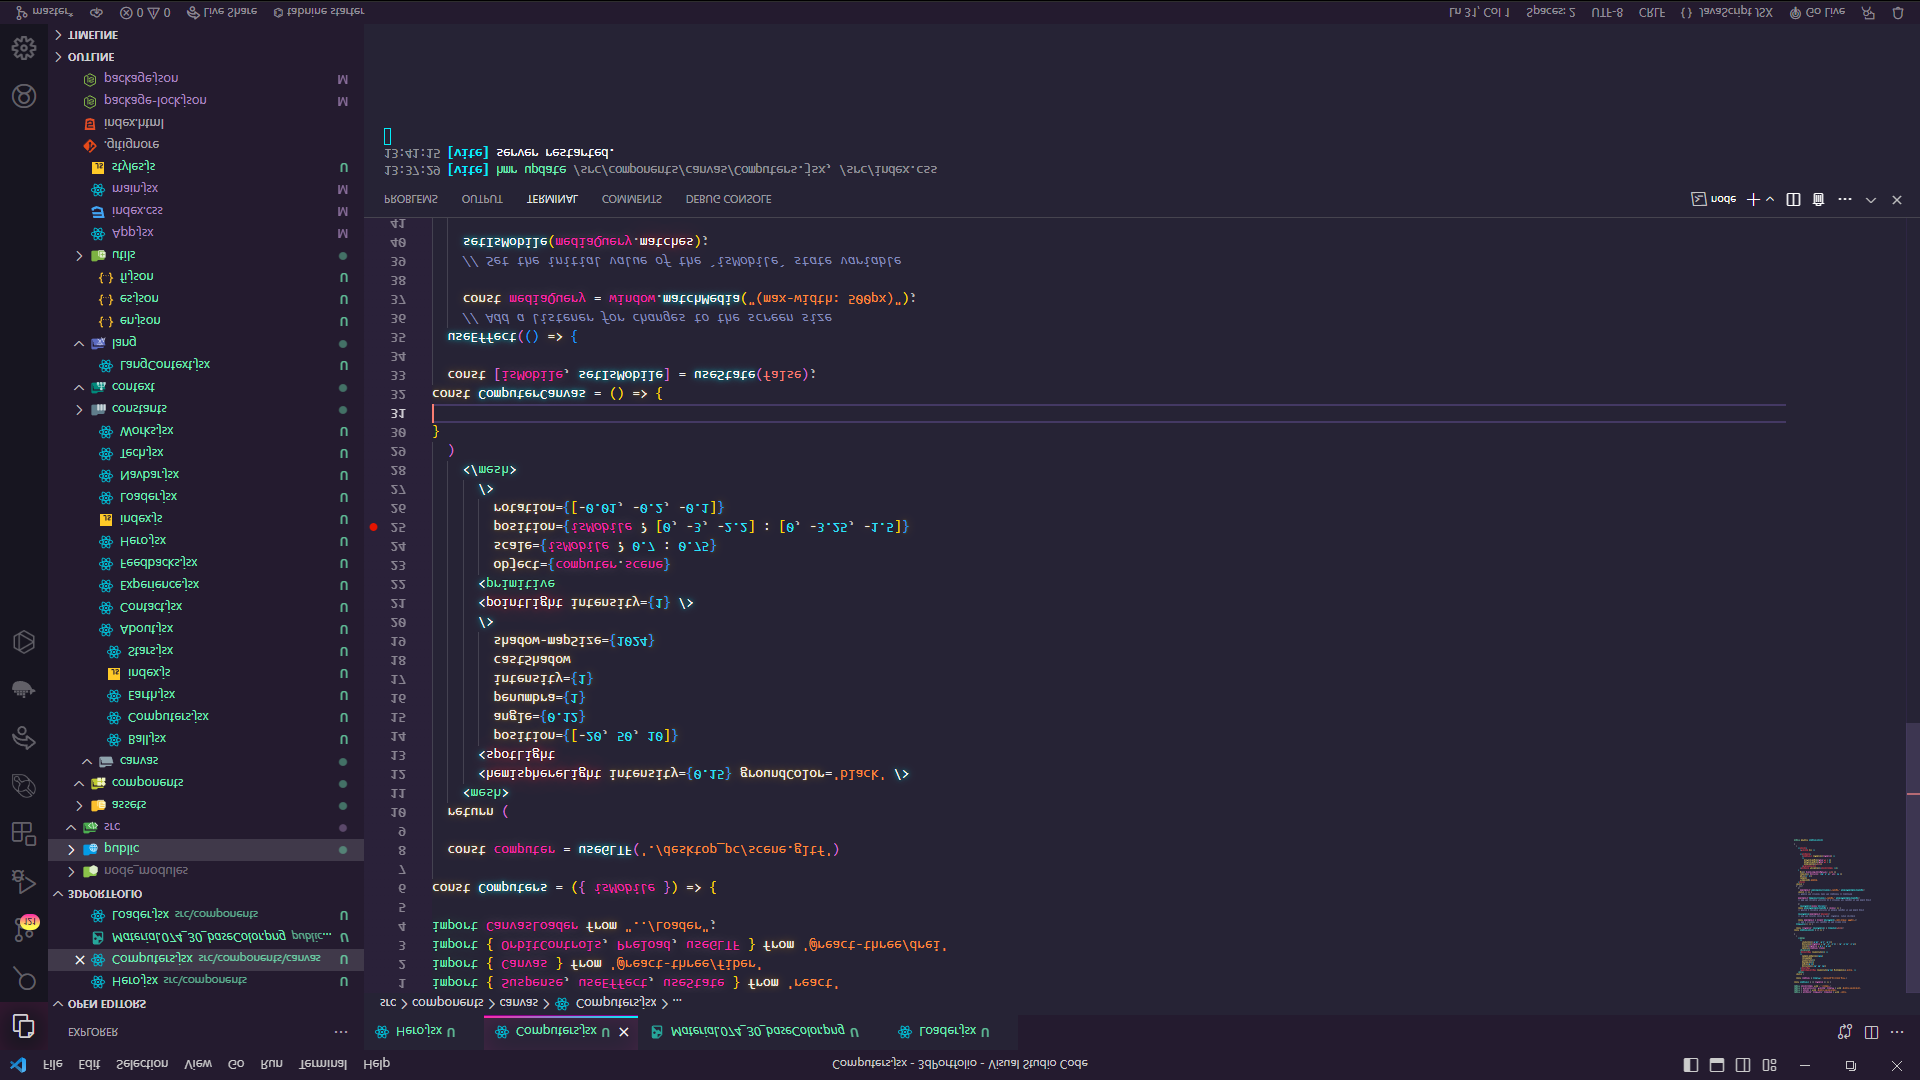 File Edit Selection View Go Run Terminal Help
Computers.jsx - 3dPortfolio - Visual Studio Code
EXPLORER
OPEN EDITORS
Hero.jsx src/components U
Computers.jsx src/components/canvas U
Material.074_30_baseColor.png public... U
Loader.jsx src/components U
3DPORTFOLIO
node_modules
public
src
assets
components
canvas
Ball.jsx U
Computers.jsx U
Earth.jsx U
index.js U
Stars.jsx U
About.jsx U
Contact.jsx U
Experience.jsx U
Feedbacks.jsx U
Hero.jsx U
index.js U
Loader.jsx U
Navbar.jsx U
Tech.jsx U
Works.jsx U
constants
context
LangContext.jsx U
lang
en.json U
es.json U
fi.json U
utils
App.jsx M
index.css M
main.jsx M
styles.js U
.gitignore
index.html
package-lock.json M
package.json M
OUTLINE
TIMELINE
121
Hero.jsx U
Computers.jsx U
Material.074_30_baseColor.png U
Loader.jsx U
src > components > canvas > Computers.jsx > ...
1 import { Suspense, useEffect, useState } from 'react'
2 import { Canvas } from '@react-three/fiber'
3 import { OrbitControls, Preload, useGLTF } from '@react-three/drei'
4 import CanvasLoader from "../Loader";
5
6 const Computers = ({ isMobile }) => {
7
8 const computer = useGLTF('./desktop_pc/scene.gltf')
9
10 return (
11 <mesh>
12 <hemisphereLight intensity={0.15} groundColor='black' />
13 <spotLight
14 position={[-20, 50, 10]}
15 angle={0.12}
16 penumbra={1}
17 intensity={1}
18 castShadow
19 shadow-mapSize={1024}
20 />
21 <pointLight intensity={1} />
22 <primitive
23 object={computer.scene}
24 scale={isMobile ? 0.7 : 0.75}
25 position={isMobile ? [0, -3, -2.2] : [0, -3.25, -1.5]}
26 rotation={[-0.01, -0.2, -0.1]}
27 />
28 </mesh>
29 )
30 }
31
32 const ComputerCanvas = () => {
33 const [isMobile, setIsMobile] = useState(false);
34
35 useEffect(() => {
36 // Add a listener for changes to the screen size
37 const mediaQuery = window.matchMedia("(max-width: 500px)");
38
39 // Set the initial value of the `isMobile` state variable
40 setIsMobile(mediaQuery.matches);
41
PROBLEMS OUTPUT TERMINAL COMMENTS DEBUG CONSOLE
node
13:37:29 [vite] hmr update /src/components/canvas/Computers.jsx, /src/index.css
13:41:15 [vite] server restarted.
master* 0 0 Live Share tabnine starter
Ln 31, Col 1 Spaces: 2 UTF-8 CRLF {} JavaScript JSX Go Live